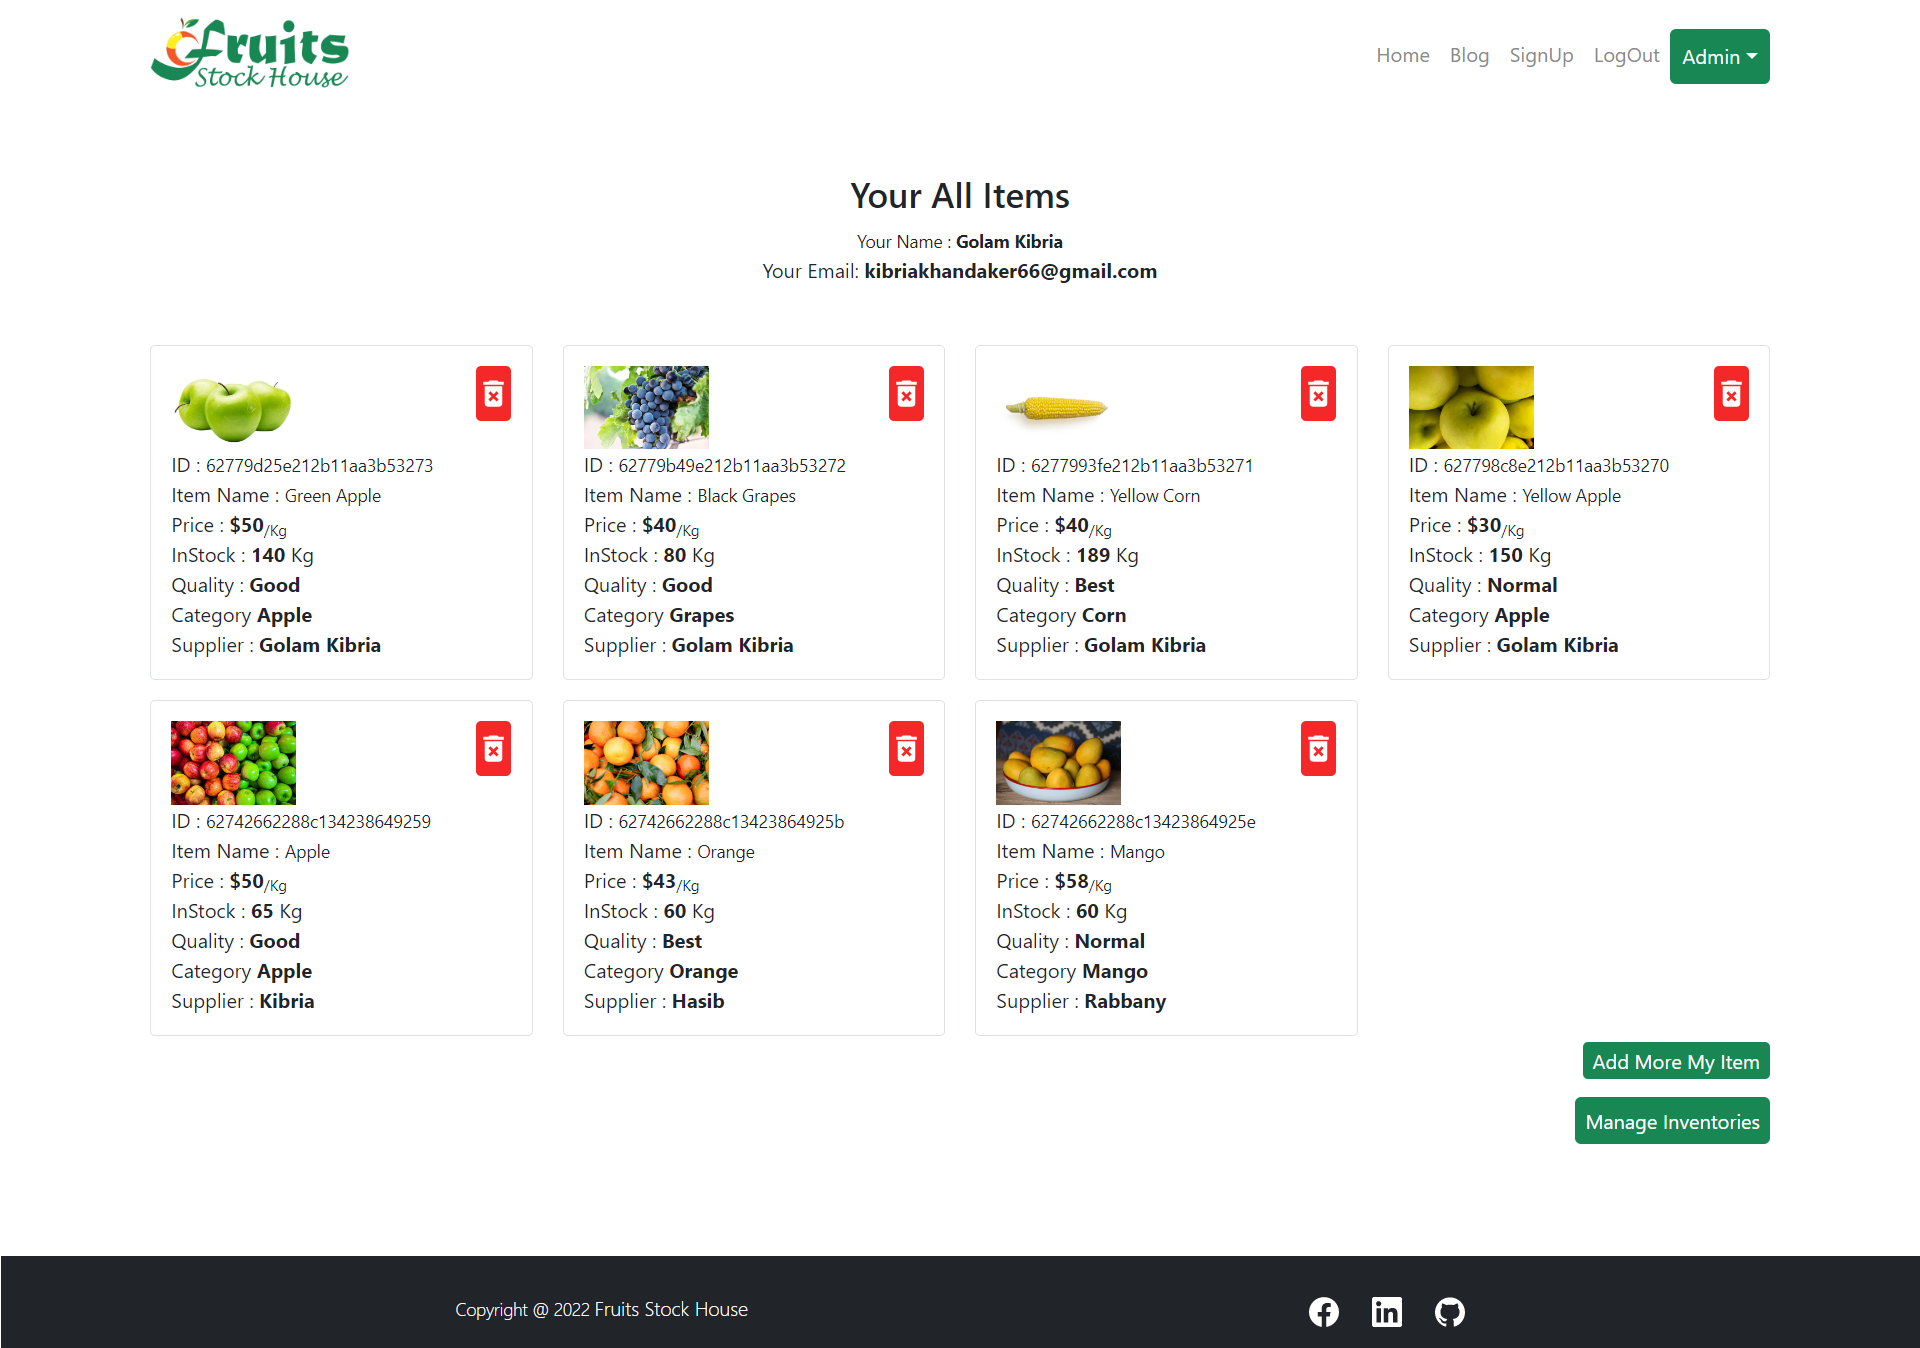 Fruits
Stock House
Home Blog SignUp LogOut Admin
Your All Items
Your Name : Golam Kibria
Your Email: kibriakhandaker66@gmail.com
ID : 62779d25e212b11aa3b53273
Item Name : Green Apple
Price : $50/Kg
InStock : 140 Kg
Quality : Good
Category Apple
Supplier : Golam Kibria
ID : 62779b49e212b11aa3b53272
Item Name : Black Grapes
Price : $40/Kg
InStock : 80 Kg
Quality : Good
Category Grapes
Supplier : Golam Kibria
ID : 6277993fe212b11aa3b53271
Item Name : Yellow Corn
Price : $40/Kg
InStock : 189 Kg
Quality : Best
Category Corn
Supplier : Golam Kibria
ID : 627798c8e212b11aa3b53270
Item Name : Yellow Apple
Price : $30/Kg
InStock : 150 Kg
Quality : Normal
Category Apple
Supplier : Golam Kibria
ID : 62742662288c134238649259
Item Name : Apple
Price : $50/Kg
InStock : 65 Kg
Quality : Good
Category Apple
Supplier : Kibria
ID : 62742662288c13423864925b
Item Name : Orange
Price : $43/Kg
InStock : 60 Kg
Quality : Best
Category Orange
Supplier : Hasib
ID : 62742662288c13423864925e
Item Name : Mango
Price : $58/Kg
InStock : 60 Kg
Quality : Normal
Category Mango
Supplier : Rabbany
Add More My Item
Manage Inventories
Copyright @ 2022 Fruits Stock House